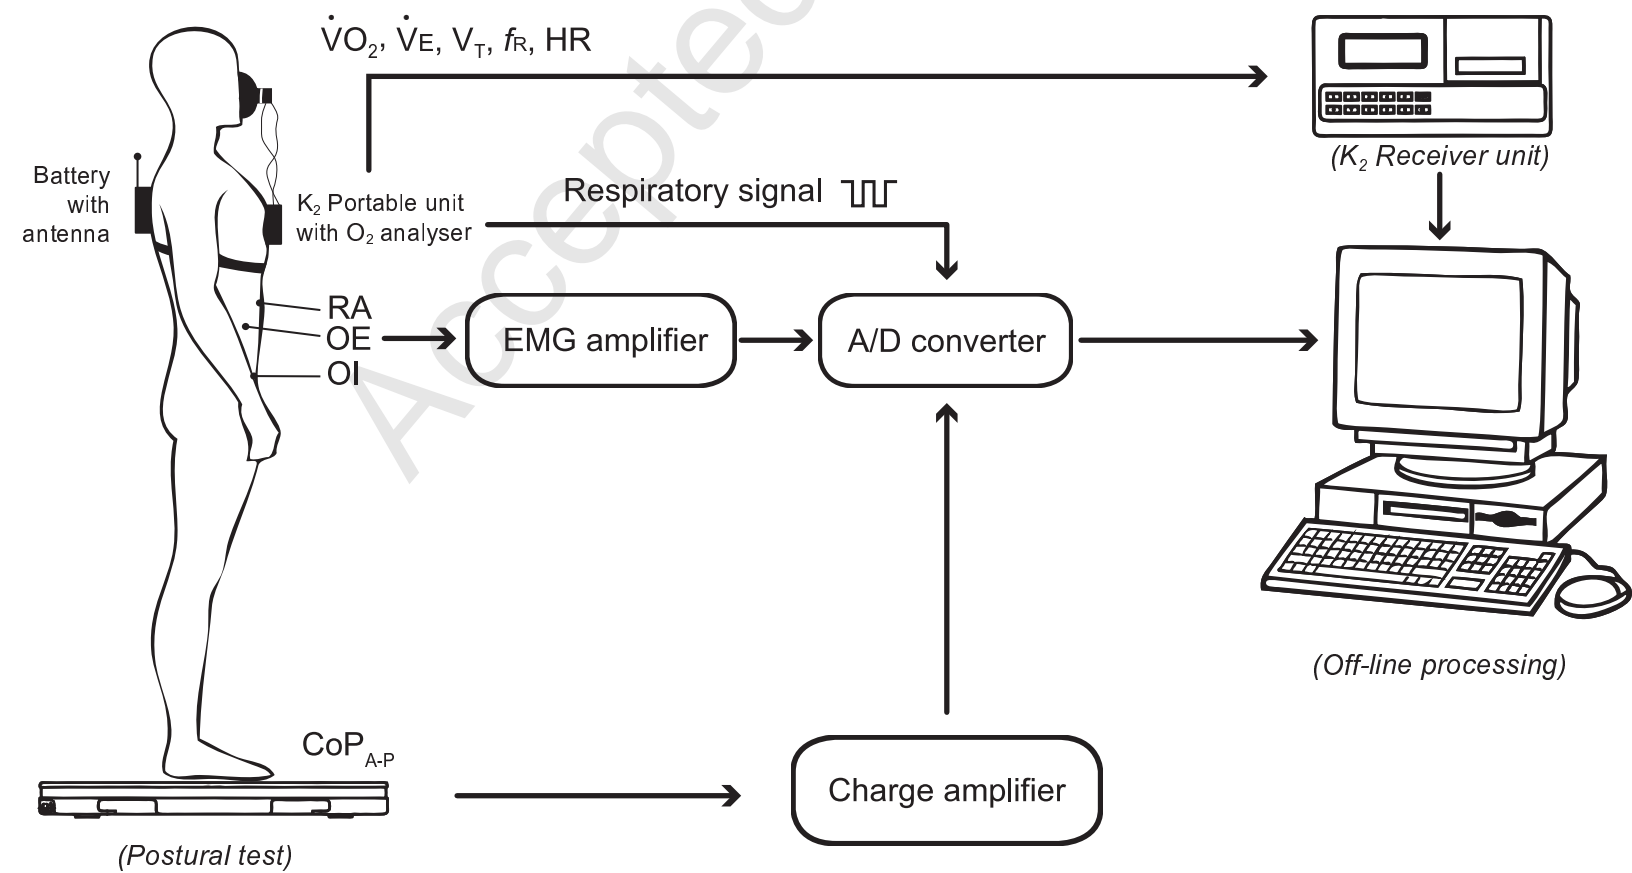 V̇O₂, V̇E, V_T, fR, HR
(K₂ Receiver unit)
Battery
with
antenna
K₂ Portable unit
with O₂ analyser
Respiratory signal
RA
OE
OI
EMG amplifier
A/D converter
(Off-line processing)
CoP_A-P
Charge amplifier
(Postural test)
Accepted